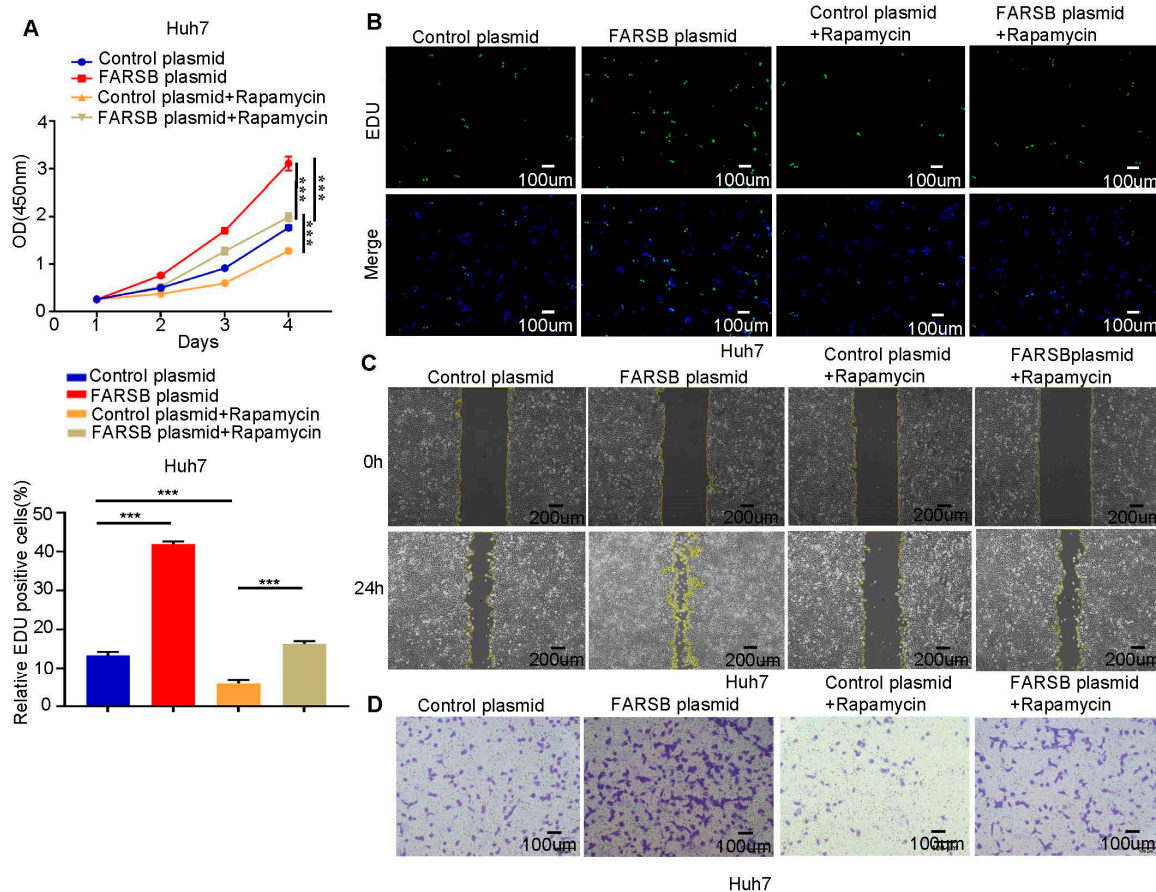 A
Huh7
Control plasmid
FARSB plasmid
Control plasmid+Rapamycin
FARSB plasmid+Rapamycin
OD(450nm)
4
3
2
1
0
0 1 2 3 4
Days
***
***
***
Control plasmid
FARSB plasmid
Control plasmid+Rapamycin
FARSB plasmid+Rapamycin
Huh7
Relative EDU positive cells(%)
50
40
30
20
10
0
***
***
***
B
Control plasmid
FARSB plasmid
Control plasmid
+Rapamycin
FARSB plasmid
+Rapamycin
EDU
100um
100um
100um
100um
Merge
100um
100um
100um
100um
Huh7
C
Control plasmid
FARSB plasmid
Control plasmid
+Rapamycin
FARSBplasmid
+Rapamycin
0h
200um
200um
200um
200um
24h
200um
200um
200um
200um
Huh7
D
Control plasmid
FARSB plasmid
Control plasmid
+Rapamycin
FARSB plasmid
+Rapamycin
100um
100um
100um
100um
Huh7